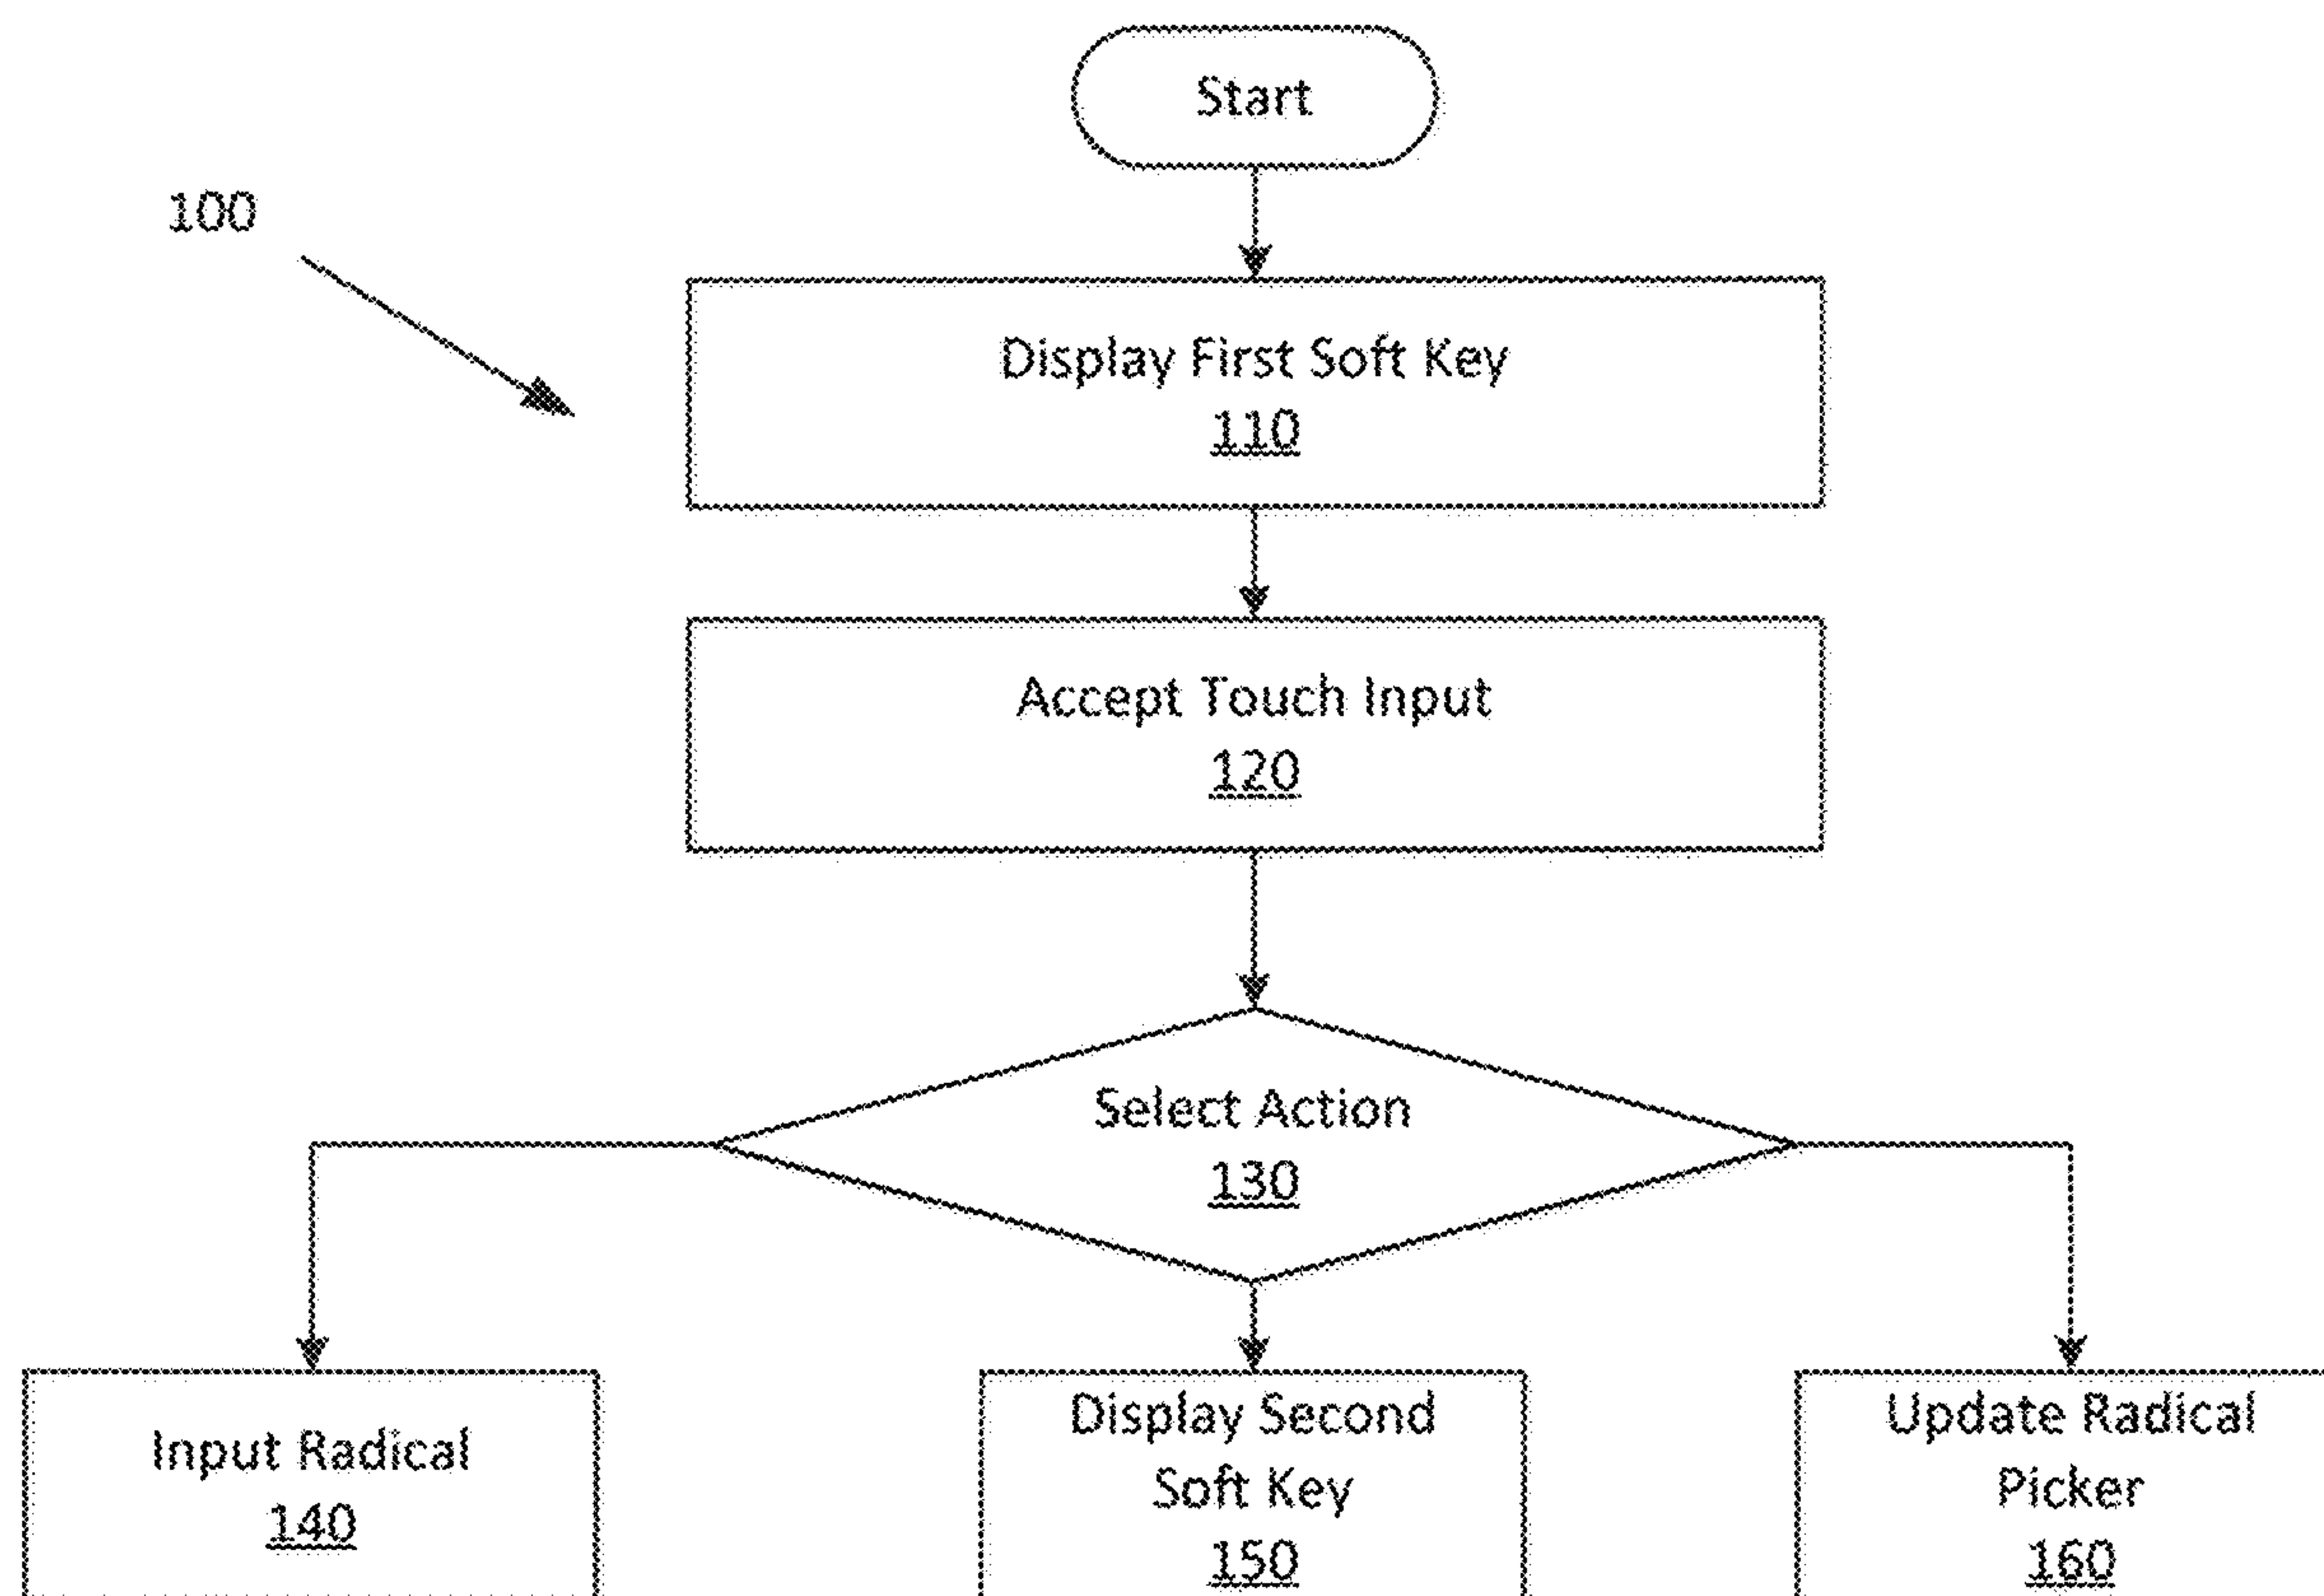 Start
100
Display First Soft Key
110
Accept Touch Input
120
Select Action
130
Input Radical
140
Display Second
Soft Key
150
Update Radical
Picker
160